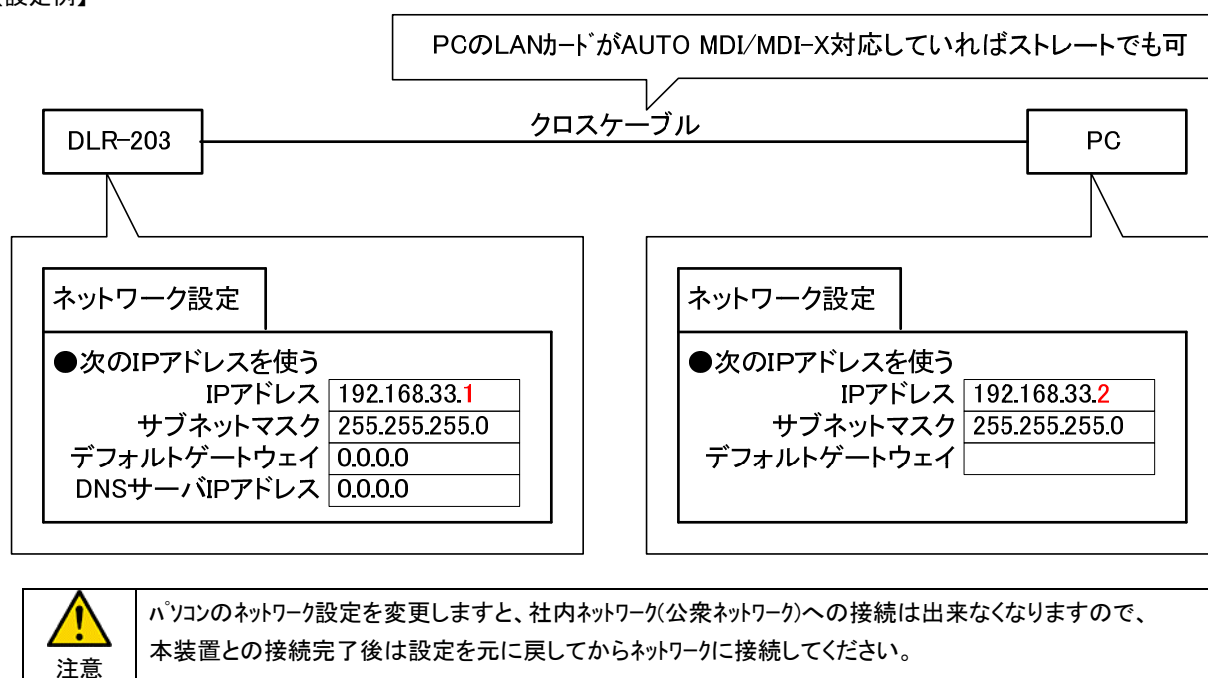 設定例】
PCのLANｶｰﾄﾞがAUTO MDI/MDI-X対応していればストレートでも可
クロスケーブル
DLR-203
PC
ネットワーク設定
●次のIPアドレスを使う
IPアドレス 192.168.33.1
サブネットマスク 255.255.255.0
デフォルトゲートウェイ 0.0.0.0
DNSサーバIPアドレス 0.0.0.0
ネットワーク設定
●次のIPアドレスを使う
IPアドレス 192.168.33.2
サブネットマスク 255.255.255.0
デフォルトゲートウェイ
注意
ﾊﾟｿｺﾝのﾈｯﾄﾜｰｸ設定を変更しますと、社内ﾈｯﾄﾜｰｸ(公衆ﾈｯﾄﾜｰｸ)への接続は出来なくなりますので、
本装置との接続完了後は設定を元に戻してからﾈｯﾄﾜｰｸに接続してください。